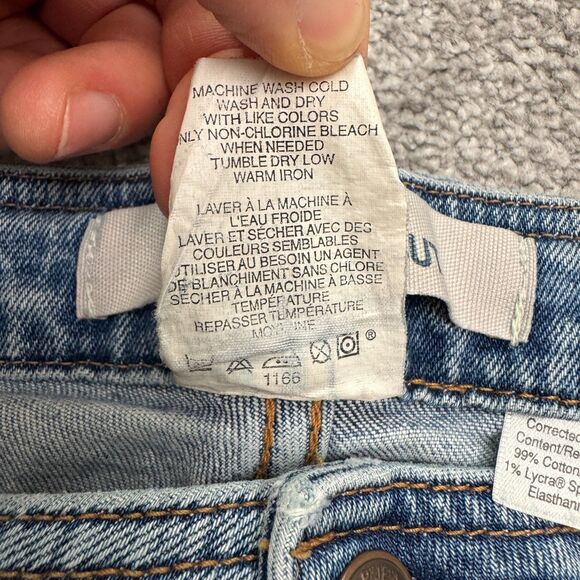 MACHINE WASH COLD
WASH AND DRY
WITH LIKE COLORS
ONLY NON-CHLORINE BLEACH
WHEN NEEDED
TUMBLE DRY LOW
WARM IRON
LAVER À LA MACHINE À
L'EAU FROIDE
LAVER ET SÉCHER AVEC DES
COULEURS SEMBLABLES
UTILISER AU BESOIN UN AGENT
DE BLANCHIMENT SANS CHLORE
SÉCHER À LA MACHINE À BASSE
TEMPÉRATURE
REPASSER TEMPÉRATURE
MOYENNE
®
1166
Corrected
Content/Re
99% Cotton
1% Lycra® Sp
Elasthan